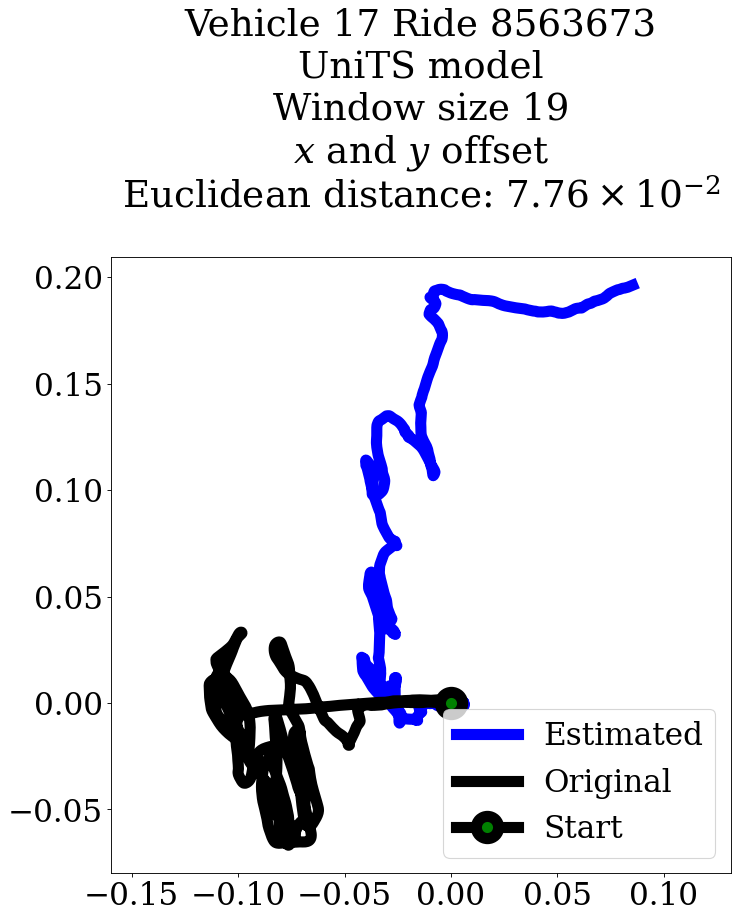 Vehicle 17 Ride 8563673
UniTS model
Window size 19
x and y offset
Euclidean distance: 7.76 × 10⁻²
0.20
0.15
0.10
0.05
0.00
−0.05
Estimated
Original
Start
−0.15 −0.10 −0.05 0.00 0.05 0.10